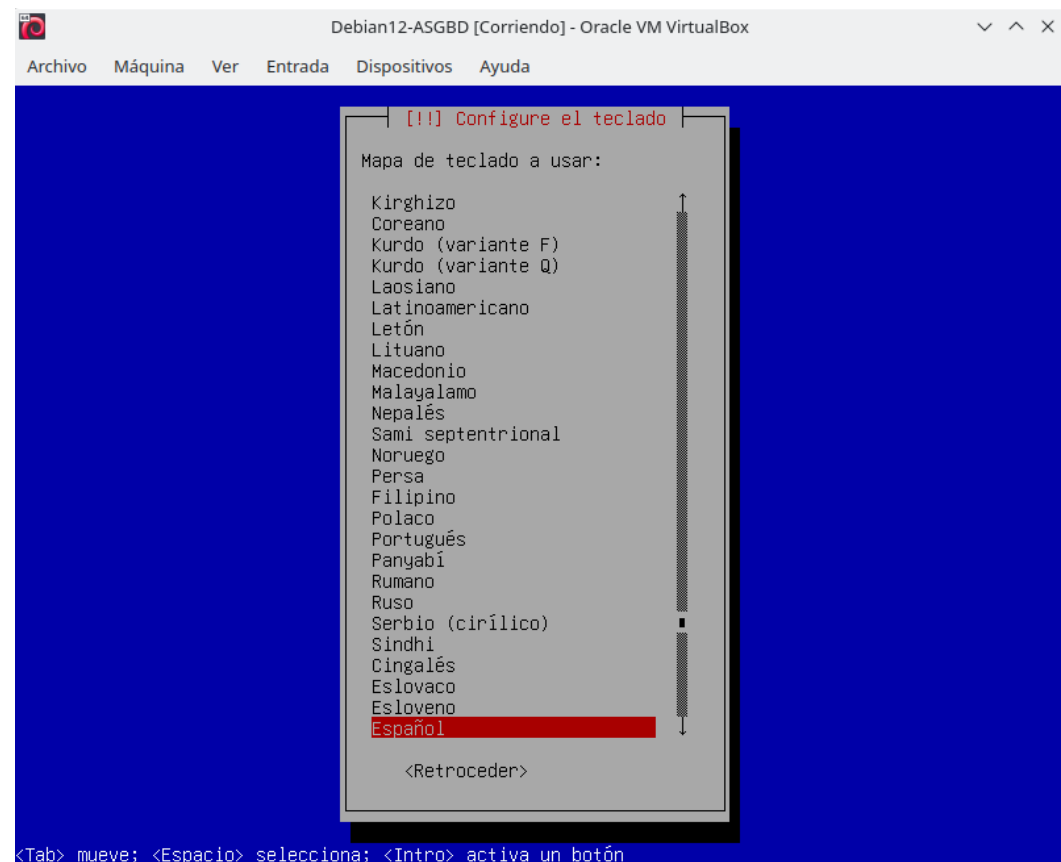 Debian12-ASGBD [Corriendo] - Oracle VM VirtualBox
Archivo Máquina Ver Entrada Dispositivos Ayuda
[!!] Configure el teclado
Mapa de teclado a usar:
Kirghizo
Coreano
Kurdo (variante F)
Kurdo (variante Q)
Laosiano
Latinoamericano
Letón
Lituano
Macedonio
Malayalamo
Nepalés
Sami septentrional
Noruego
Persa
Filipino
Polaco
Portugués
Panyabí
Rumano
Ruso
Serbio (cirílico)
Sindhi
Cingalés
Eslovaco
Esloveno
Español
<Retroceder>
<Tab> mueve; <Espacio> selecciona; <Intro> activa un botón